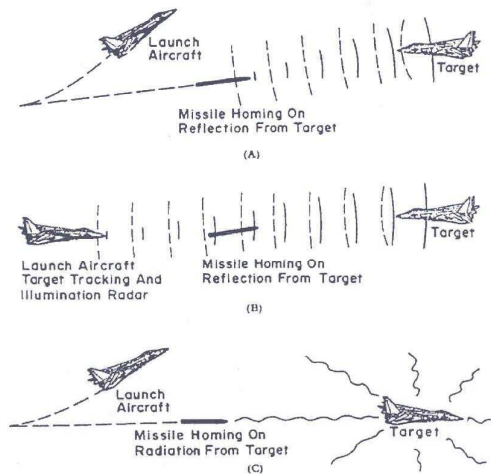 Launch
Aircraft
Target
Missile Homing On
Reflection From Target
(A)
Target
Launch Aircraft
Target Tracking And
Illumination Radar
Missile Homing On
Reflection From Target
(B)
Launch
Aircraft
Missile Homing On
Radiation From Target
Target
(C)